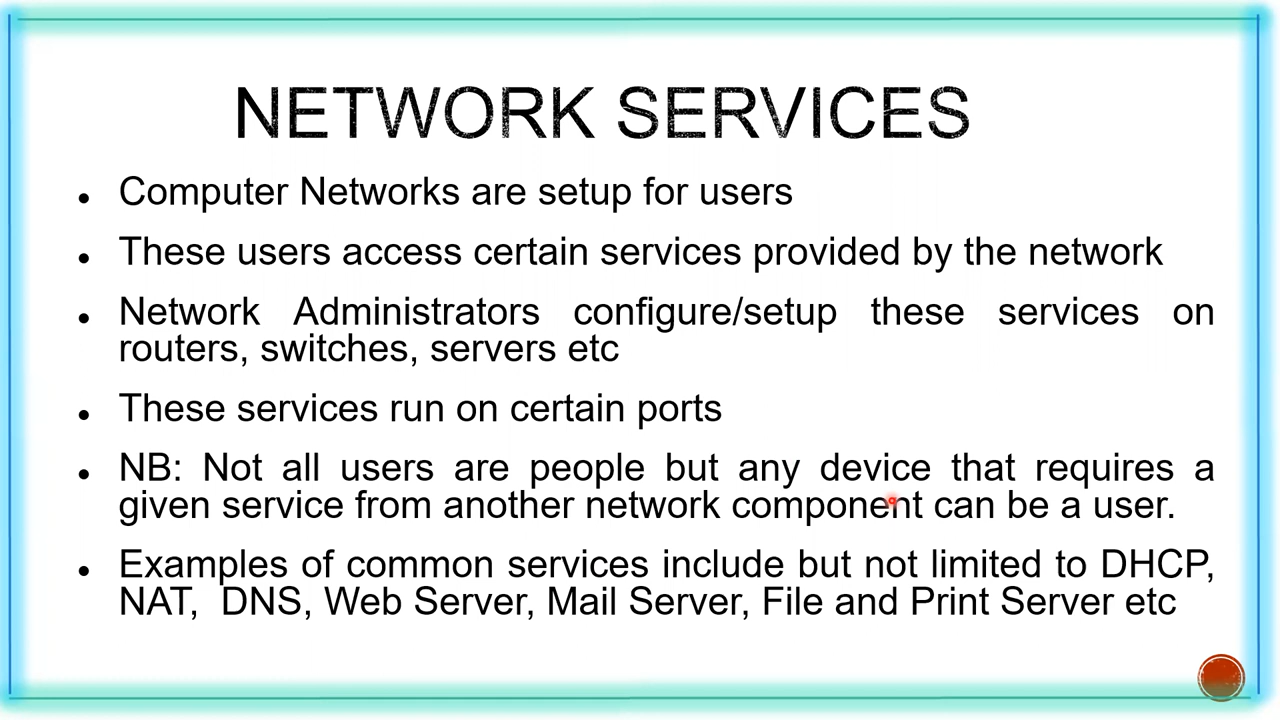 NETWORK SERVICES
• Computer Networks are setup for users
• These users access certain services provided by the network
• Network Administrators configure/setup these services on
routers, switches, servers etc
• These services run on certain ports
• NB: Not all users are people but any device that requires a
given service from another network component can be a user.
• Examples of common services include but not limited to DHCP,
NAT, DNS, Web Server, Mail Server, File and Print Server etc